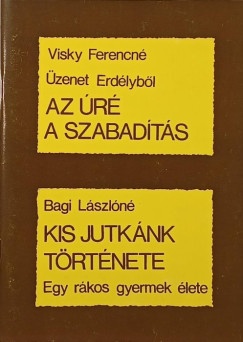 Visky Ferencné
Üzenet Erdélyből
AZ ÚRÉ
A SZABADÍTÁS
Bagi Lászlóné
KIS JUTKÁNK
TÖRTÉNETE
Egy rákos gyermek élete